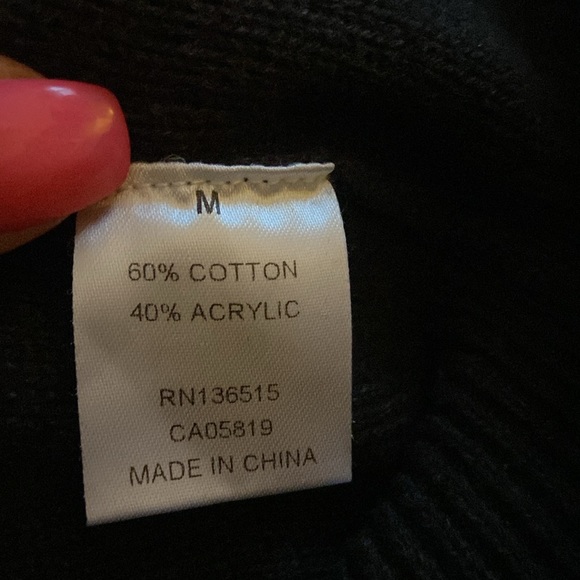 M
60% COTTON
40% ACRYLIC
RN136515
CA05819
MADE IN CHINA